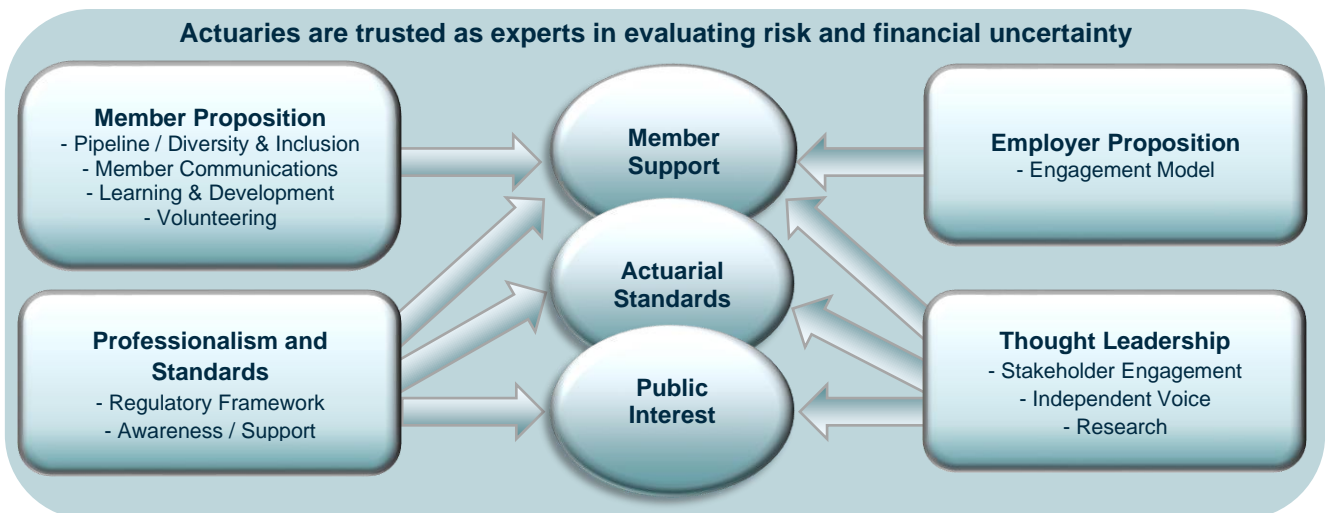 Actuaries are trusted as experts in evaluating risk and financial uncertainty
Member Proposition
- Pipeline / Diversity & Inclusion
- Member Communications
- Learning & Development
- Volunteering
Member
Support
Employer Proposition
- Engagement Model
Actuarial
Standards
Professionalism and
Standards
- Regulatory Framework
- Awareness / Support
Public
Interest
Thought Leadership
- Stakeholder Engagement
- Independent Voice
- Research